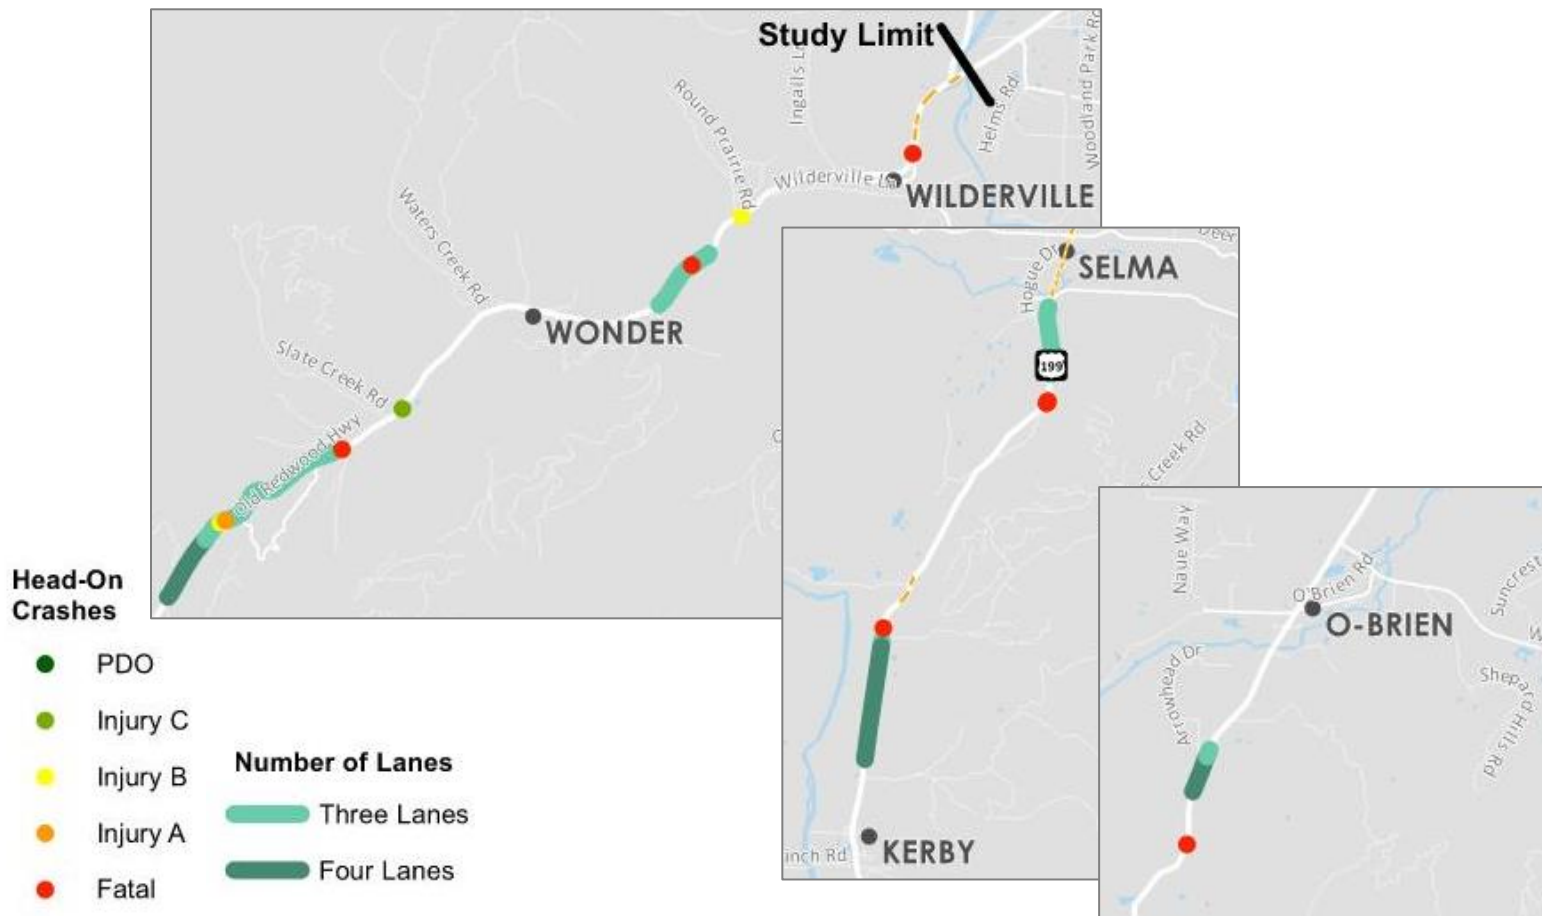 Study Limit
Ingalls L
Woodland Park Rd
Helms Rd
Round Prairie Rd
Wilderville L
WILDERVILLE
Waters Creek Rd
WONDER
Slate Creek Rd
Old Redwood Hwy
Deer
Hogue Dr
SELMA
199
Creek Rd
KERBY
inch Rd
Naue Way
O'Brien Rd
Suncrest
O-BRIEN
W
Arrowhead Dr
Shepard Hills Rd
Head-On
Crashes
PDO
Injury C
Injury B
Injury A
Fatal
Number of Lanes
Three Lanes
Four Lanes